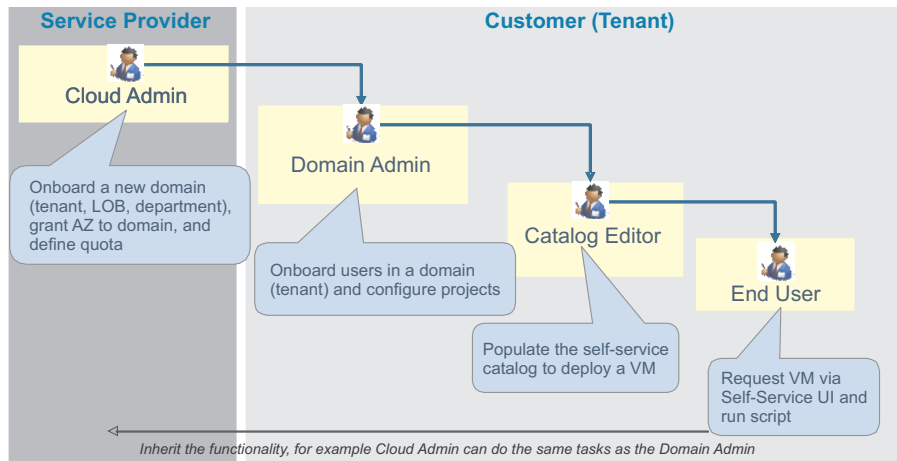 Service Provider
Customer (Tenant)
Cloud Admin
Onboard a new domain
(tenant, LOB, department),
grant AZ to domain, and
define quota
Domain Admin
Onboard users in a domain
(tenant) and configure projects
Catalog Editor
Populate the self-service
catalog to deploy a VM
End User
Request VM via
Self-Service UI and
run script
Inherit the functionality, for example Cloud Admin can do the same tasks as the Domain Admin